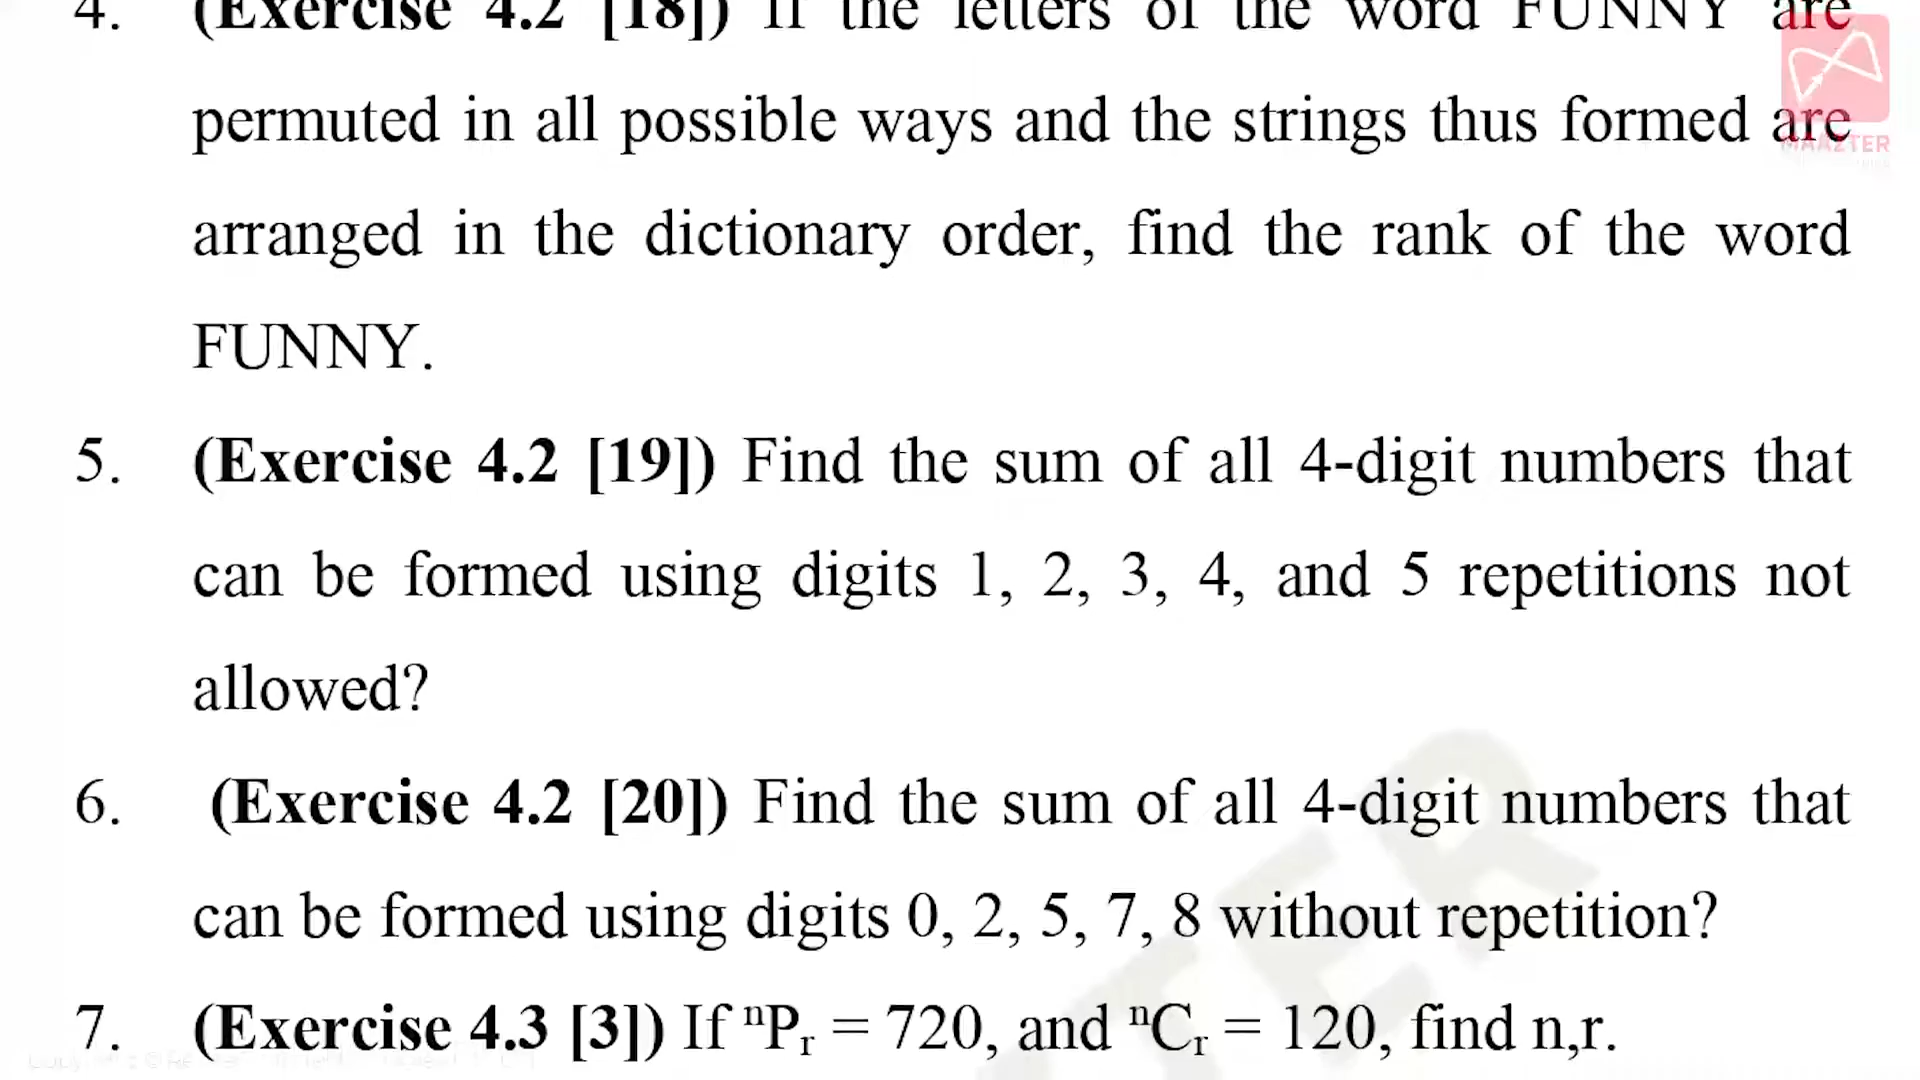 4. (Exercise 4.2 [18]) If the letters of the word FUNNY are
permuted in all possible ways and the strings thus formed are
arranged in the dictionary order, find the rank of the word
FUNNY.
5. (Exercise 4.2 [19]) Find the sum of all 4-digit numbers that
can be formed using digits 1, 2, 3, 4, and 5 repetitions not
allowed?
6. (Exercise 4.2 [20]) Find the sum of all 4-digit numbers that
can be formed using digits 0, 2, 5, 7, 8 without repetition?
7. (Exercise 4.3 [3]) If ⁿPᵣ = 720, and ⁿCᵣ = 120, find n,r.
MAAZTER